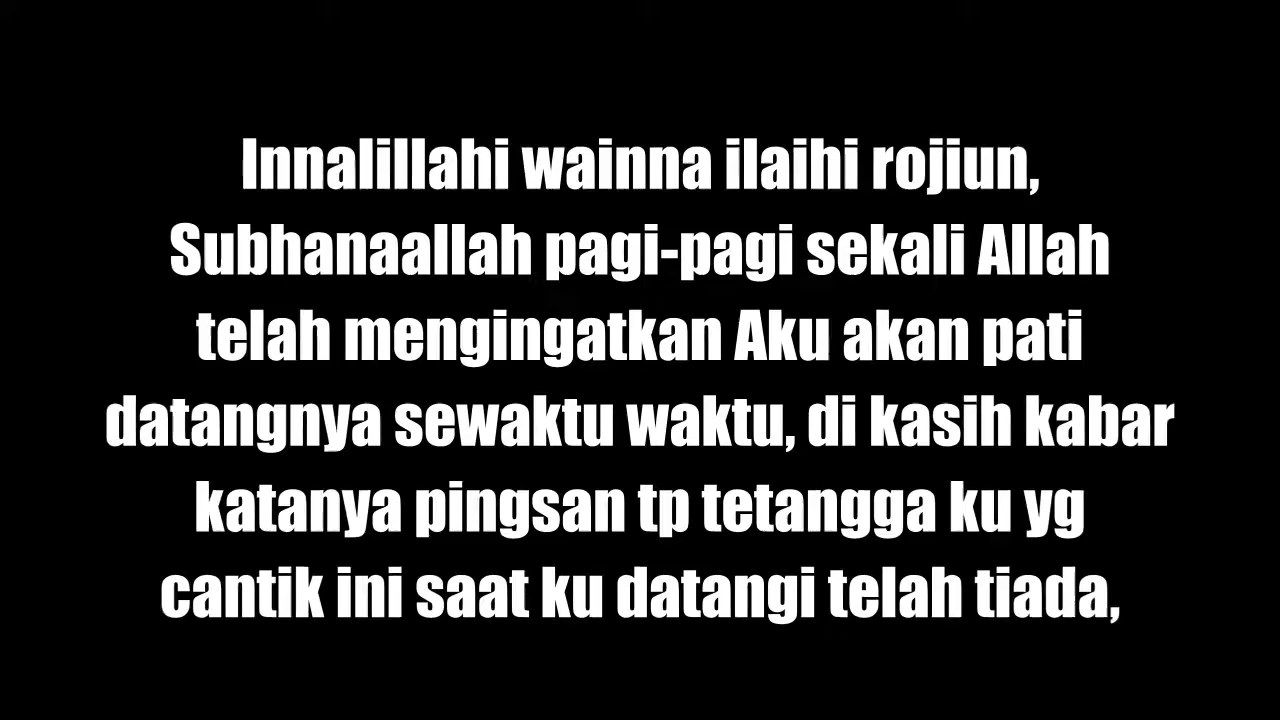 Innalillahi wainna ilaihi rojiun,
Subhanaallah pagi-pagi sekali Allah
telah mengingatkan Aku akan pati
datangnya sewaktu waktu, di kasih kabar
katanya pingsan tp tetangga ku yg
cantik ini saat ku datangi telah tiada,